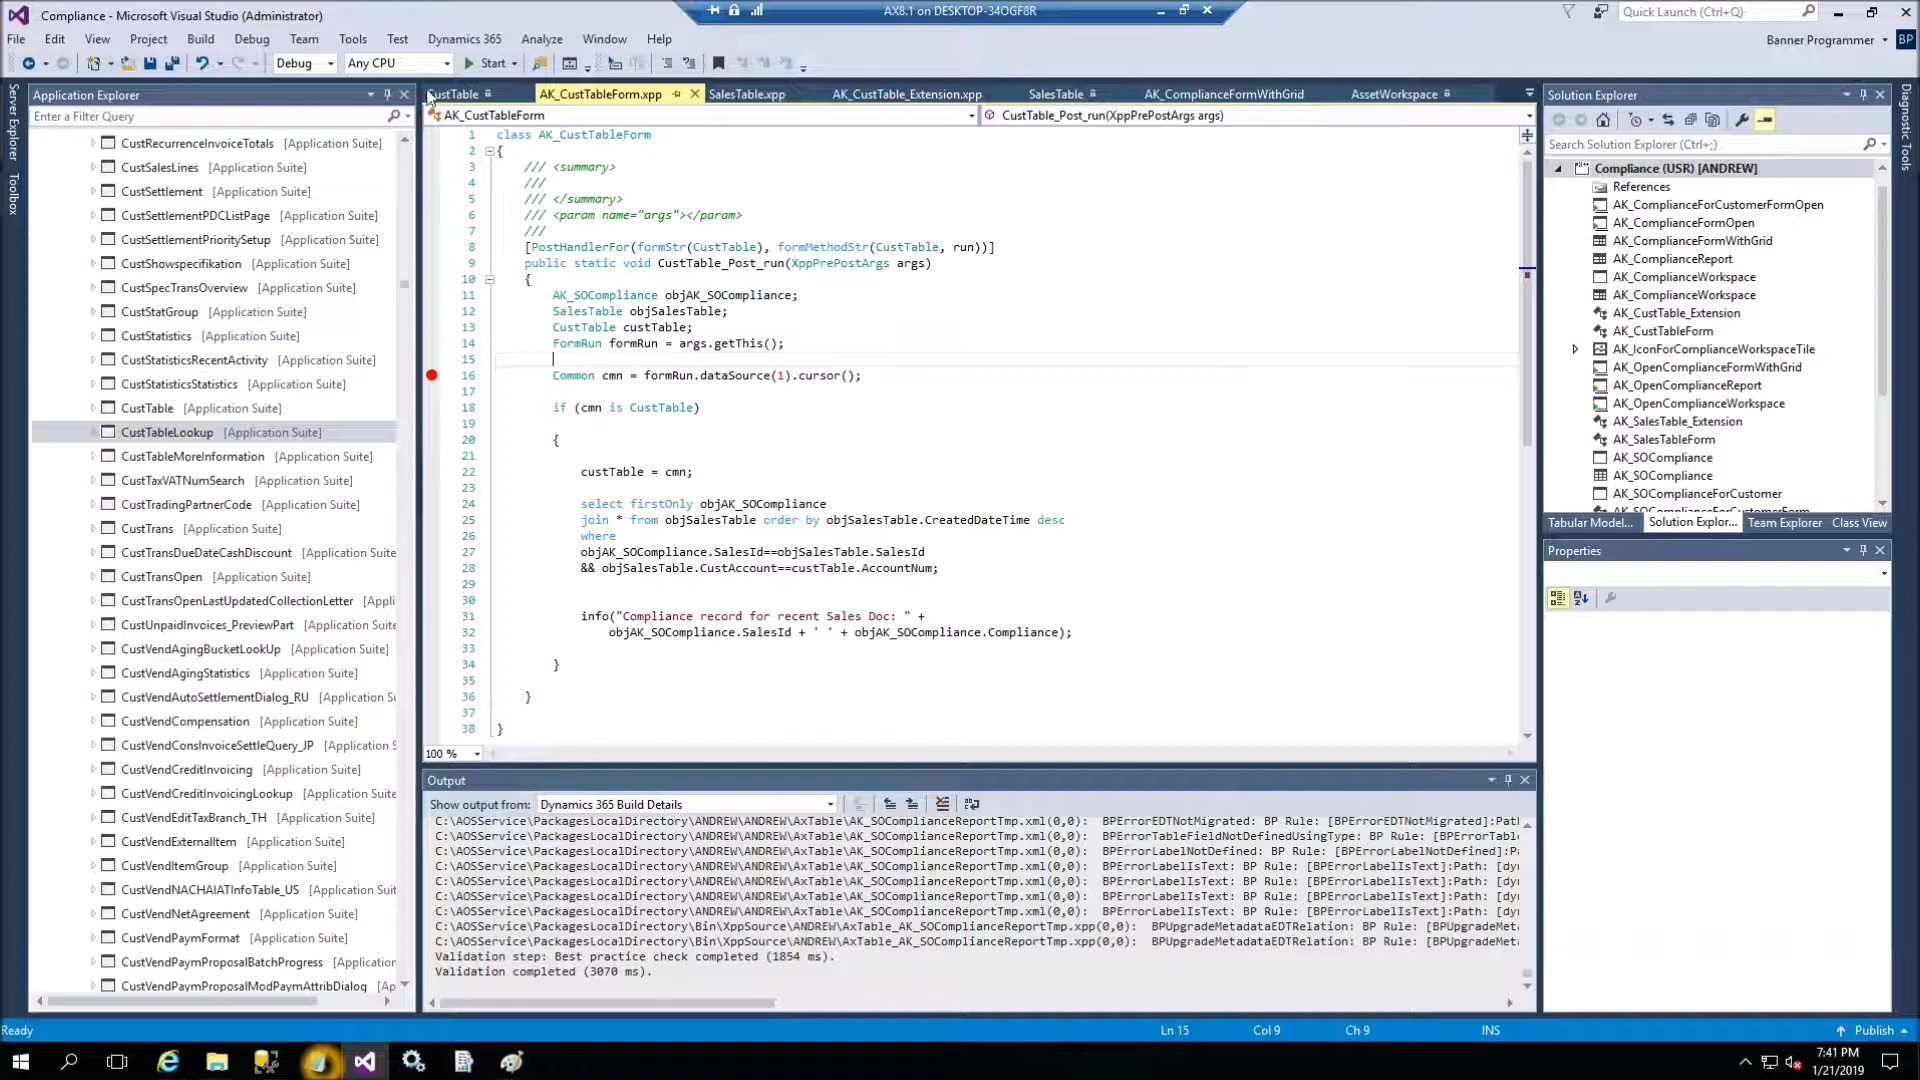 Compliance - Microsoft Visual Studio (Administrator)
AX8.1 on DESKTOP-34OGF8R
Quick Launch (Ctrl+Q)
File Edit View Project Build Debug Team Tools Test Dynamics 365 Analyze Window Help
Banner Programmer BP
Debug Any CPU Start
Server Explorer
Toolbox
Application Explorer
Enter a Filter Query
CustRecurrenceInvoiceTotals [Application Suite]
CustSalesLines [Application Suite]
CustSettlement [Application Suite]
CustSettlementPDCListPage [Application Suite]
CustSettlementPrioritySetup [Application Suite]
CustShowspecifikation [Application Suite]
CustSpecTransOverview [Application Suite]
CustStatGroup [Application Suite]
CustStatistics [Application Suite]
CustStatisticsRecentActivity [Application Suite]
CustStatisticsStatistics [Application Suite]
CustTable [Application Suite]
CustTableLookup [Application Suite]
CustTableMoreInformation [Application Suite]
CustTaxVATNumSearch [Application Suite]
CustTradingPartnerCode [Application Suite]
CustTrans [Application Suite]
CustTransDueDateCashDiscount [Application
CustTransOpen [Application Suite]
CustTransOpenLastUpdatedCollectionLetter [Appli
CustUnpaidInvoices_PreviewPart [Application Suit
CustVendAgingBucketLookUp [Application Suite]
CustVendAgingStatistics [Application Suite]
CustVendAutoSettlementDialog_RU [Application S
CustVendCompensation [Application Suite]
CustVendConsInvoiceSettleQuery_JP [Application S
CustVendCreditInvoicing [Application Suite]
CustVendCreditInvoicingLookup [Application Suite
CustVendEditTaxBranch_TH [Application Suite]
CustVendExternalItem [Application Suite]
CustVendItemGroup [Application Suite]
CustVendNACHAIATInfoTable_US [Application Suit
CustVendNetAgreement [Application Suite]
CustVendPaymFormat [Application Suite]
CustVendPaymProposalBatchProgress [Application
CustVendPaymProposalModPaymAttribDialog [Ap
CustTable AK_CustTableForm.xpp SalesTable.xpp AK_CustTable_Extension.xpp SalesTable AK_ComplianceFormWithGrid AssetWorkspace
AK_CustTableForm CustTable_Post_run(XppPrePostArgs args)
1 class AK_CustTableForm
2 {
3 /// <summary>
4 ///
5 /// </summary>
6 /// <param name="args"></param>
7 ///
8 [PostHandlerFor(formStr(CustTable), formMethodStr(CustTable, run))]
9 public static void CustTable_Post_run(XppPrePostArgs args)
10 {
11 AK_SOCompliance objAK_SOCompliance;
12 SalesTable objSalesTable;
13 CustTable custTable;
14 FormRun formRun = args.getThis();
15
16 Common cmn = formRun.dataSource(1).cursor();
17
18 if (cmn is CustTable)
19
20 {
21
22 custTable = cmn;
23
24 select firstOnly objAK_SOCompliance
25 join * from objSalesTable order by objSalesTable.CreatedDateTime desc
26 where
27 objAK_SOCompliance.SalesId==objSalesTable.SalesId
28 && objSalesTable.CustAccount==custTable.AccountNum;
29
30
31 info("Compliance record for recent Sales Doc: " +
32 objAK_SOCompliance.SalesId + ' ' + objAK_SOCompliance.Compliance);
33
34 }
35
36 }
37
38 }
100 %
Output
Show output from: Dynamics 365 Build Details
C:\AOSService\PackagesLocalDirectory\ANDREW\ANDREW\AxTable\AK_SOComplianceReportTmp.xml(0,0): BPErrorEDTNotMigrated: BP Rule: [BPErrorEDTNotMigrated]:Path
C:\AOSService\PackagesLocalDirectory\ANDREW\ANDREW\AxTable\AK_SOComplianceReportTmp.xml(0,0): BPErrorTableFieldNotDefinedUsingType: BP Rule: [BPErrorTabl
C:\AOSService\PackagesLocalDirectory\ANDREW\ANDREW\AxTable\AK_SOComplianceReportTmp.xml(0,0): BPErrorLabelNotDefined: BP Rule: [BPErrorLabelNotDefined]:Pa
C:\AOSService\PackagesLocalDirectory\ANDREW\ANDREW\AxTable\AK_SOComplianceReportTmp.xml(0,0): BPErrorLabelIsText: BP Rule: [BPErrorLabelIsText]:Path: [dyn
C:\AOSService\PackagesLocalDirectory\ANDREW\ANDREW\AxTable\AK_SOComplianceReportTmp.xml(0,0): BPErrorLabelIsText: BP Rule: [BPErrorLabelIsText]:Path: [dyn
C:\AOSService\PackagesLocalDirectory\ANDREW\ANDREW\AxTable\AK_SOComplianceReportTmp.xml(0,0): BPErrorLabelIsText: BP Rule: [BPErrorLabelIsText]:Path: [dyn
C:\AOSService\PackagesLocalDirectory\ANDREW\ANDREW\AxTable\AK_SOComplianceReportTmp.xml(0,0): BPErrorLabelIsText: BP Rule: [BPErrorLabelIsText]:Path: [dyn
C:\AOSService\PackagesLocalDirectory\Bin\XppSource\ANDREW\AxTable_AK_SOComplianceReportTmp.xpp(0,0): BPUpgradeMetadataEDTRelation: BP Rule: [BPUpgradeMet
C:\AOSService\PackagesLocalDirectory\Bin\XppSource\ANDREW\AxTable_AK_SOComplianceReportTmp.xpp(0,0): BPUpgradeMetadataEDTRelation: BP Rule: [BPUpgradeMet
Validation step: Best practice check completed (1854 ms).
Validation completed (3070 ms).
Solution Explorer
Search Solution Explorer (Ctrl+;)
Compliance (USR) [ANDREW]
References
AK_ComplianceForCustomerFormOpen
AK_ComplianceFormOpen
AK_ComplianceFormWithGrid
AK_ComplianceReport
AK_ComplianceWorkspace
AK_ComplianceWorkspace
AK_CustTable_Extension
AK_CustTableForm
AK_IconForComplianceWorkspaceTile
AK_OpenComplianceFormWithGrid
AK_OpenComplianceReport
AK_OpenComplianceWorkspace
AK_SalesTable_Extension
AK_SalesTableForm
AK_SOCompliance
AK_SOCompliance
AK_SOComplianceForCustomer
AK_SOComplianceForCustomerForm
Tabular Model... Solution Explor... Team Explorer Class View
Properties
Diagnostic Tools
Ready Ln 15 Col 9 Ch 9 INS Publish
7:41 PM
1/21/2019